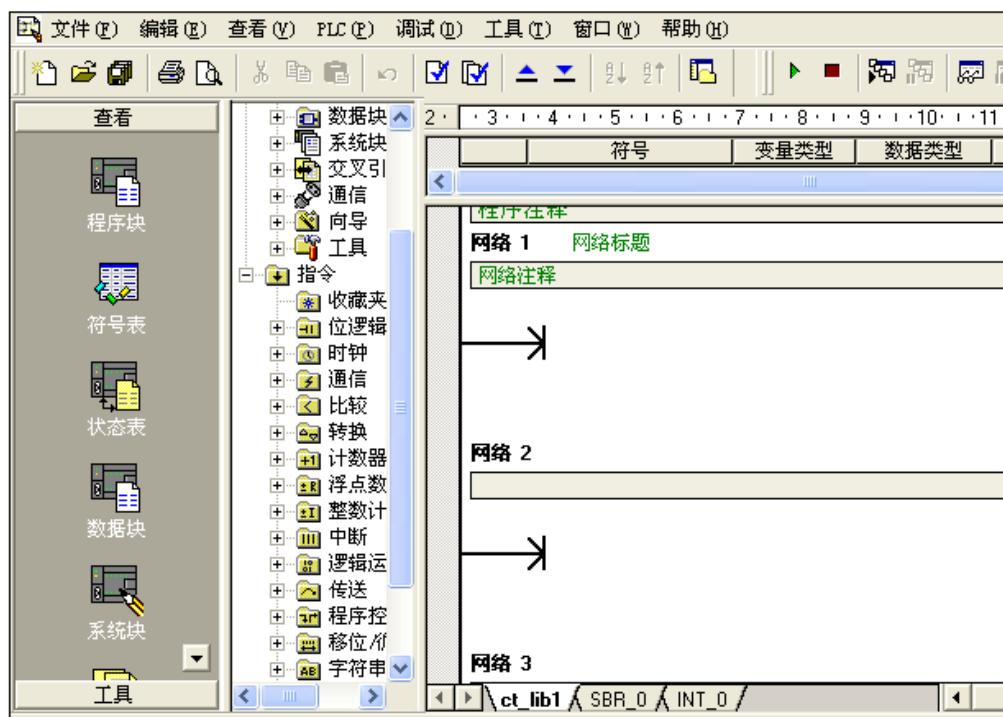 文件(F) 编辑(E) 查看(V) PLC(P) 调试(D) 工具(T) 窗口(W) 帮助(H)
查看
程序块
符号表
状态表
数据块
系统块
工具
数据块
系统块
交叉引
通信
向导
工具
指令
收藏夹
位逻辑
时钟
通信
比较
转换
计数器
浮点数
整数计
中断
逻辑运
传送
程序控
移位/
字符串
2 · 3 · 4 · 5 · 6 · 7 · 8 · 9 · 10 · 11
符号 变量类型 数据类型
程序注释
网络 1 网络标题
网络注释
网络 2
网络 3
ct_lib1 SBR_0 INT_0